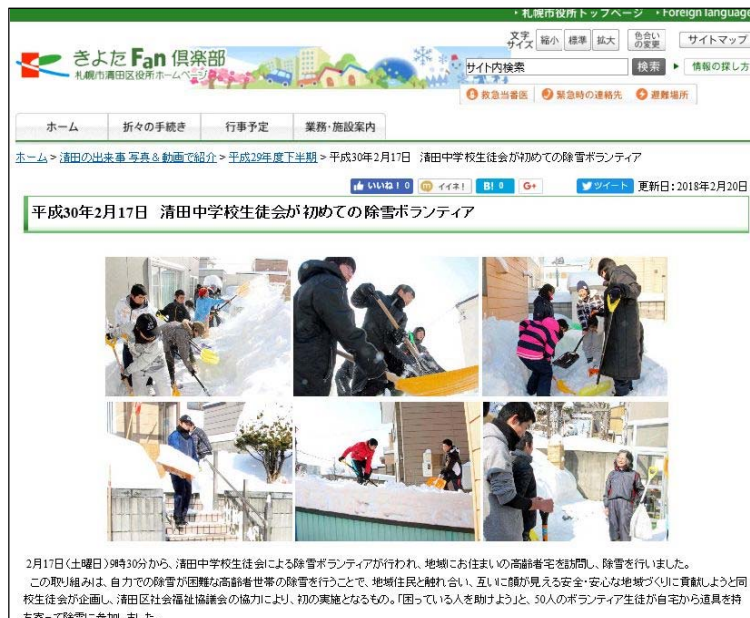 ・札幌市役所トップページ ・Foreign language
きよた Fan 倶楽部
札幌市清田区役所ホームページ
文字サイズ 縮小 標準 拡大 色合いの変更 サイトマップ
サイト内検索 検索 情報の探し方
救急当番医 緊急時の連絡先 避難場所
ホーム 折々の手続き 行事予定 業務・施設案内
ホーム > 清田の出来事 写真&動画で紹介 > 平成29年度下半期 > 平成30年2月17日 清田中学校生徒会が初めての除雪ボランティア
いいね! 0 イイネ! B! 0 G+ ツイート 更新日:2018年2月20日
平成30年2月17日 清田中学校生徒会が初めての除雪ボランティア
2月17日(土曜日)9時30分から、清田中学校生徒会による除雪ボランティアが行われ、地域にお住まいの高齢者宅を訪問し、除雪を行いました。
この取り組みは、自力での除雪が困難な高齢者世帯の除雪を行うことで、地域住民と触れ合い、互いに顔が見える安全・安心な地域づくりに貢献しようと同
校生徒会が企画し、清田区社会福祉協議会の協力により、初の実施となるもの。「困っている人を助けよう」と、50人のボランティア生徒が自宅から道具を持
ち寄って除雪に参加しました。